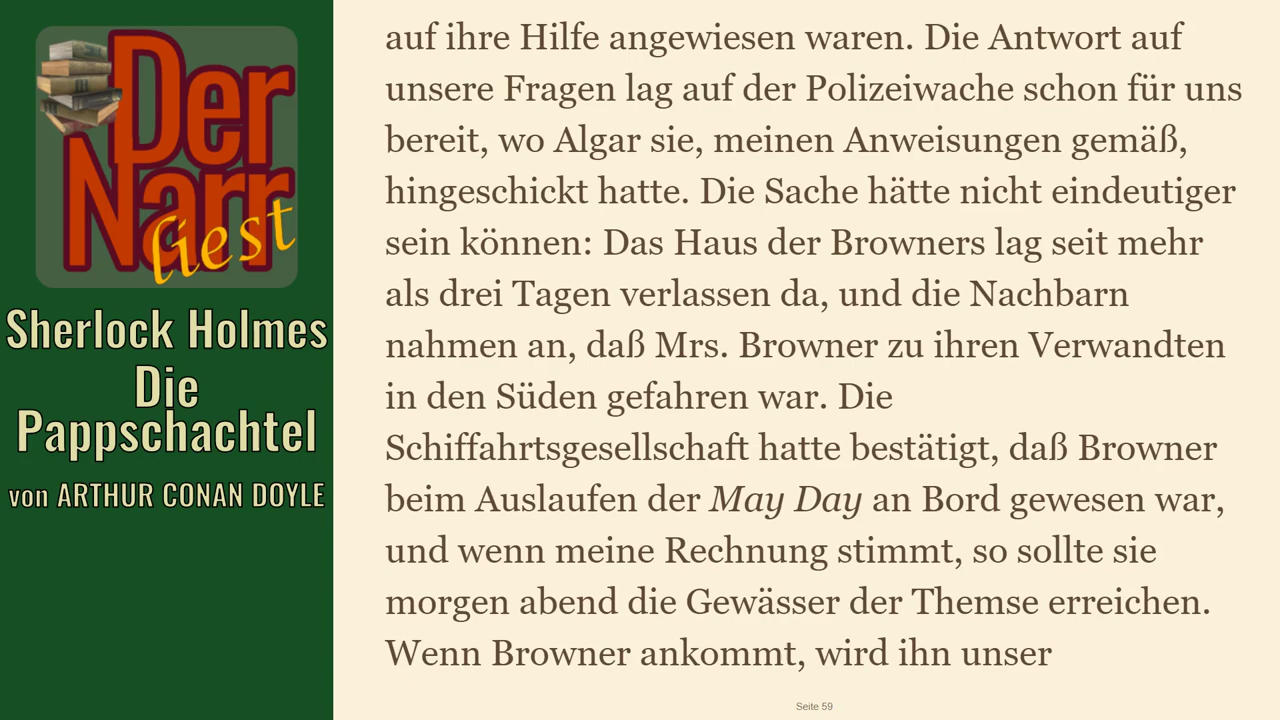 Der
Narr
liest
Sherlock Holmes
Die
Pappschachtel
von ARTHUR CONAN DOYLE
auf ihre Hilfe angewiesen waren. Die Antwort auf
unsere Fragen lag auf der Polizeiwache schon für uns
bereit, wo Algar sie, meinen Anweisungen gemäß,
hingeschickt hatte. Die Sache hätte nicht eindeutiger
sein können: Das Haus der Browners lag seit mehr
als drei Tagen verlassen da, und die Nachbarn
nahmen an, daß Mrs. Browner zu ihren Verwandten
in den Süden gefahren war. Die
Schiffahrtsgesellschaft hatte bestätigt, daß Browner
beim Auslaufen der May Day an Bord gewesen war,
und wenn meine Rechnung stimmt, so sollte sie
morgen abend die Gewässer der Themse erreichen.
Wenn Browner ankommt, wird ihn unser
Seite 59